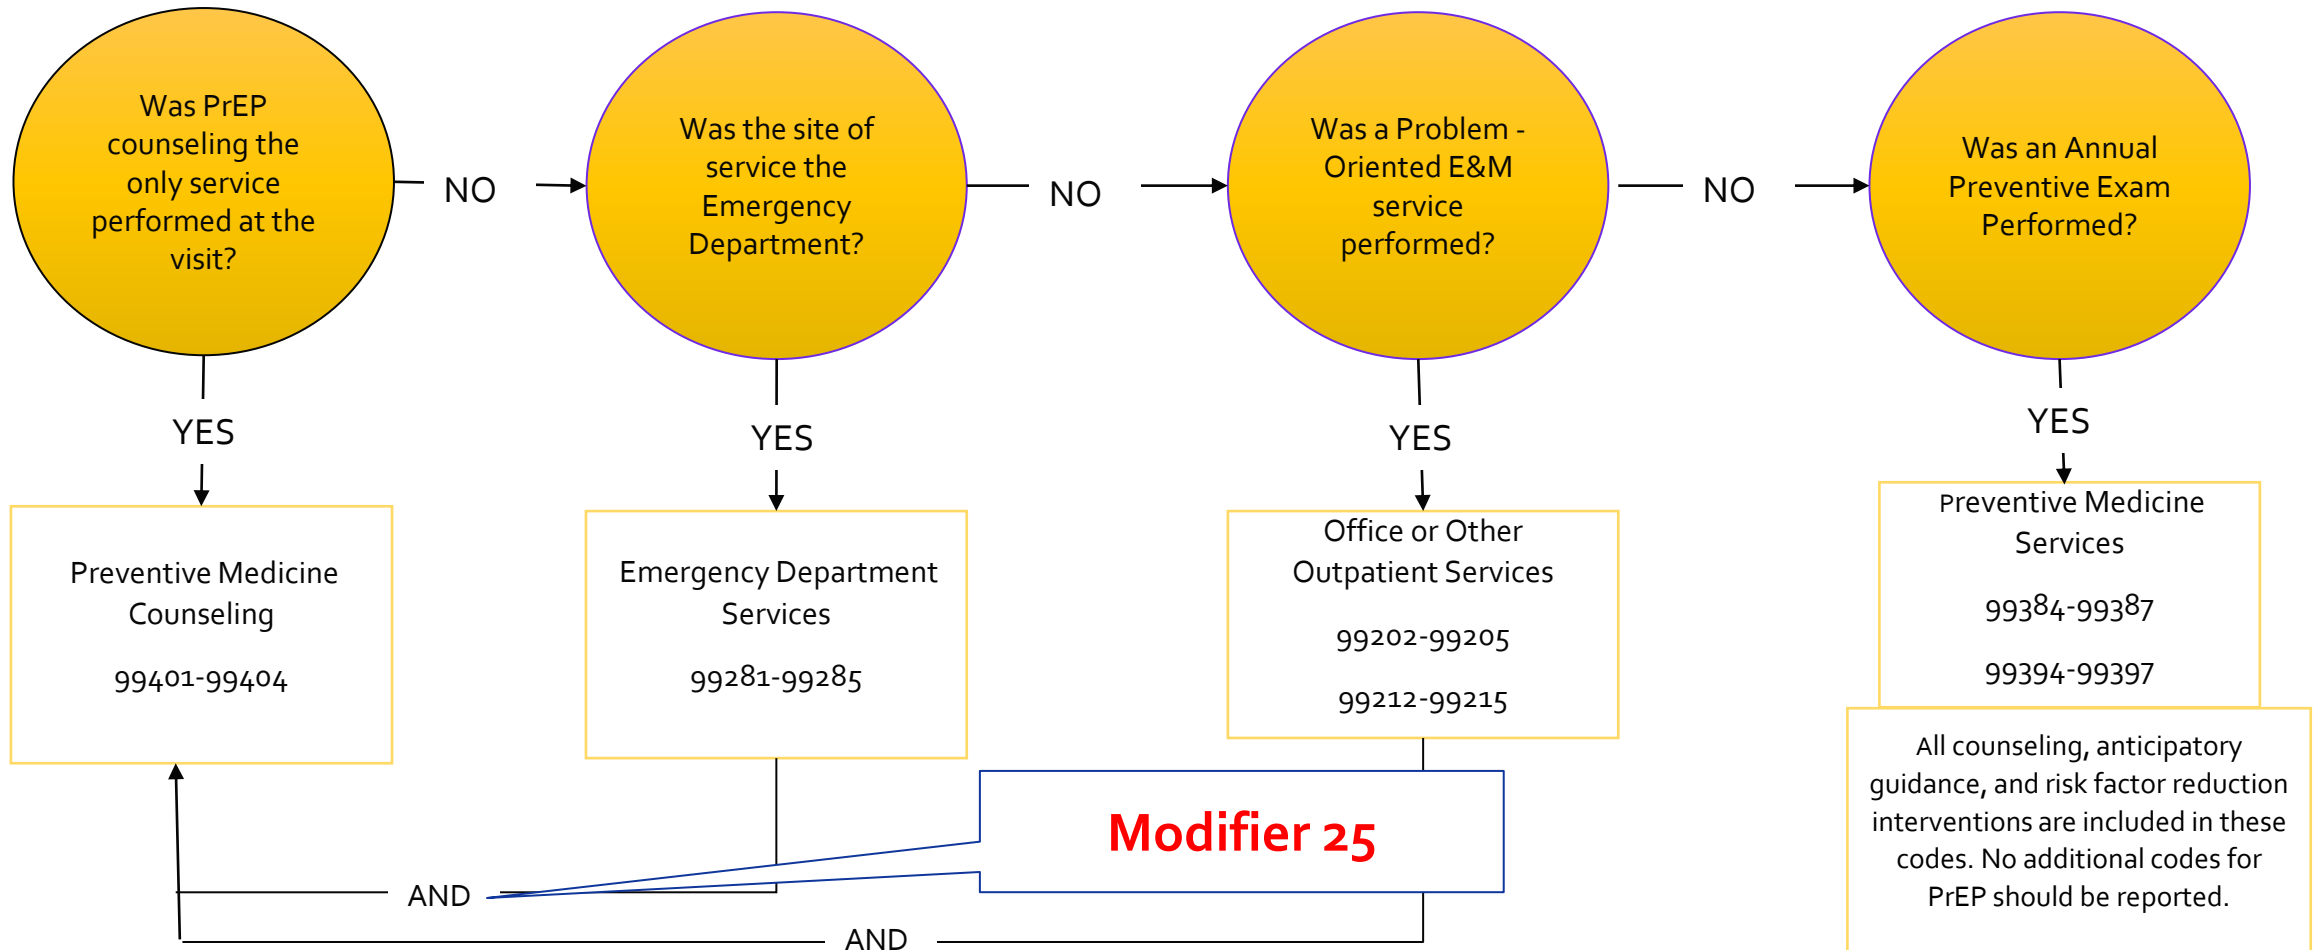 Was PrEP
counseling the
only service
performed at the
visit?
NO
Was the site of
service the
Emergency
Department?
NO
Was a Problem -
Oriented E&M
service
performed?
NO
Was an Annual
Preventive Exam
Performed?
YES
YES
YES
YES
Preventive Medicine
Counseling
99401-99404
Emergency Department
Services
99281-99285
Office or Other
Outpatient Services
99202-99205
99212-99215
Preventive Medicine
Services
99384-99387
99394-99397
All counseling, anticipatory
guidance, and risk factor reduction
interventions are included in these
codes. No additional codes for
PrEP should be reported.
Modifier 25
AND
AND